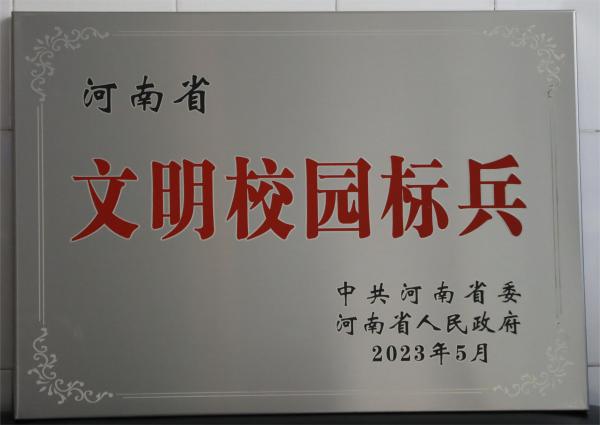 河南省
文明校园标兵
中共河南省委
河南省人民政府
2023年5月